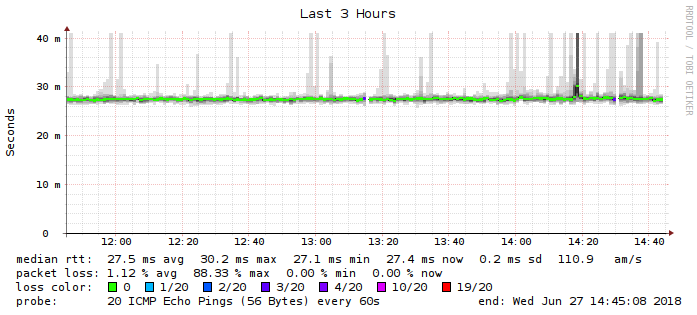 Last 3 Hours
RRDTOOL / TOBI OETIKER
Seconds
40 m
30 m
20 m
10 m
0
12:00 12:20 12:40 13:00 13:20 13:40 14:00 14:20 14:40
median rtt: 27.5 ms avg 30.2 ms max 27.1 ms min 27.4 ms now 0.2 ms sd 110.9 am/s
packet loss: 1.12 % avg 88.33 % max 0.00 % min 0.00 % now
loss color: 0 1/20 2/20 3/20 4/20 10/20 19/20
probe: 20 ICMP Echo Pings (56 Bytes) every 60s end: Wed Jun 27 14:45:08 2018